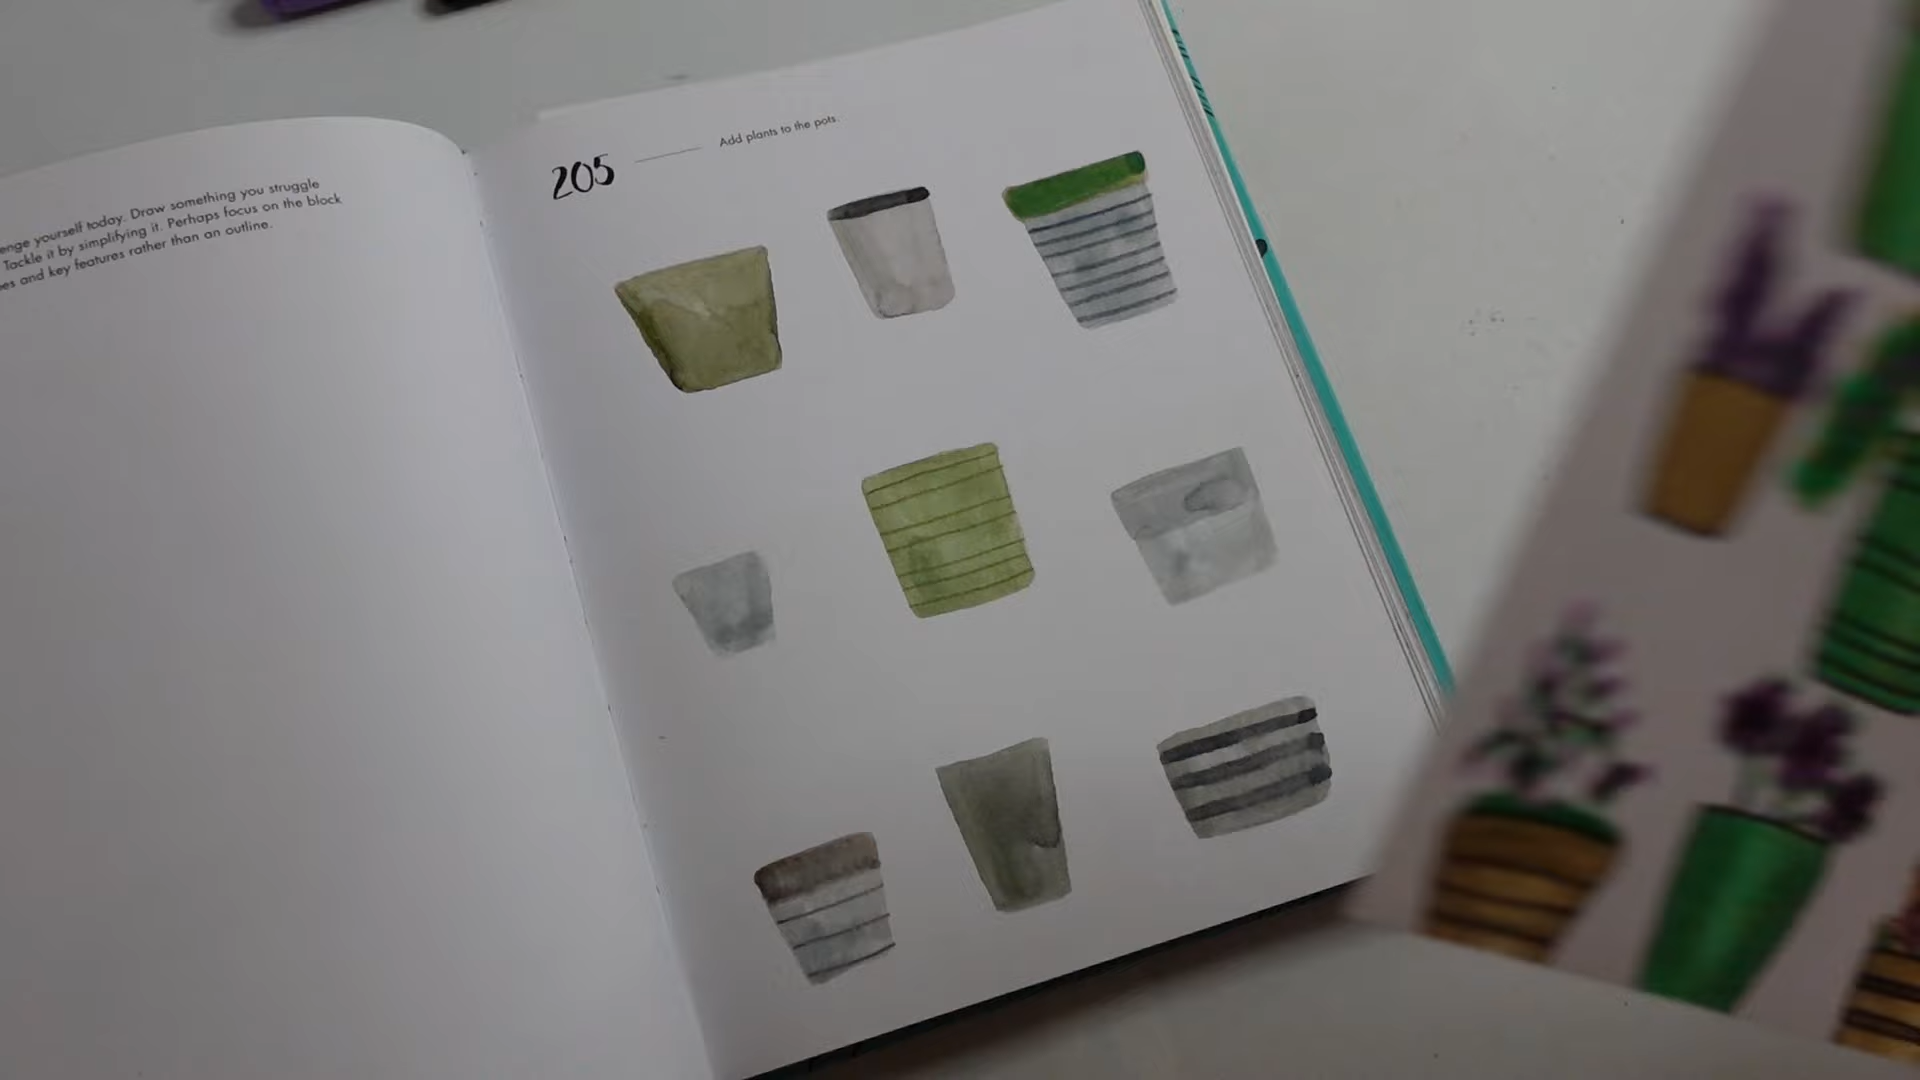 enge yourself today. Draw something you struggle
Tackle it by simplifying it. Perhaps focus on the block
es and key features rather than an outline.
205
Add plants to the pots.